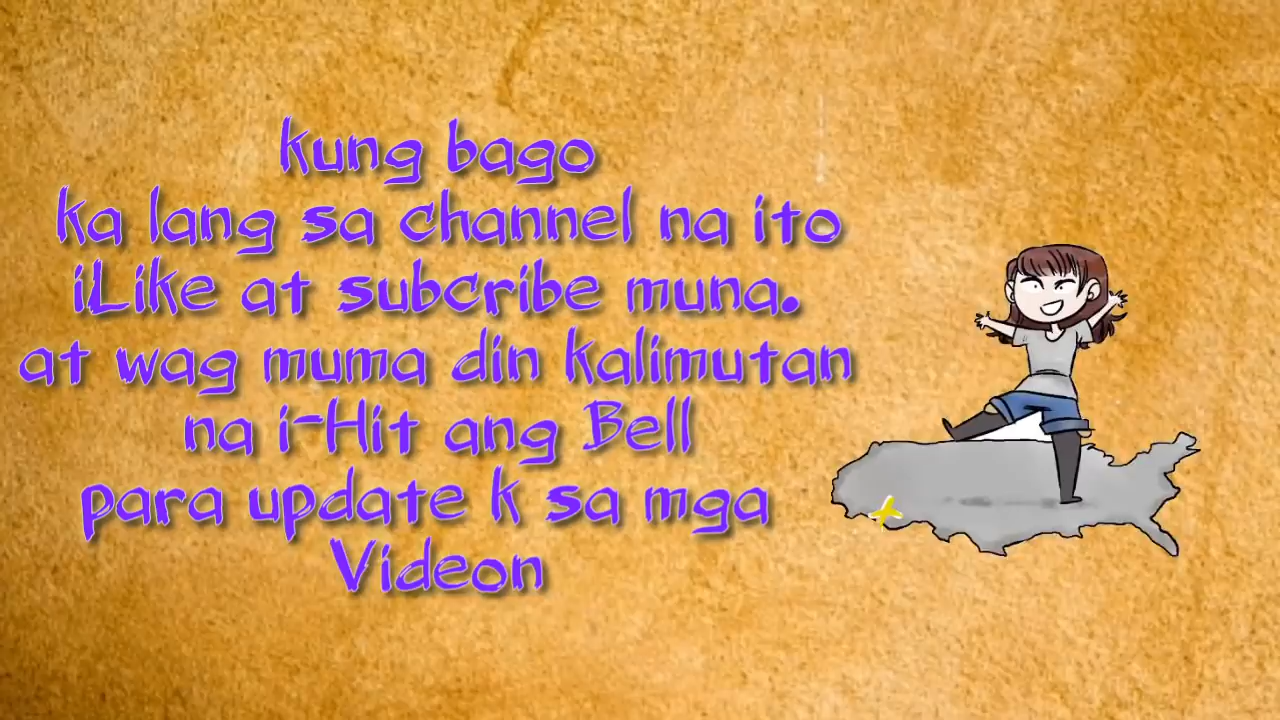 kung bago
ka lang sa channel na ito
iLike at subcribe muna.
at wag muma din kalimutan
na i-Hit ang Bell
para update k sa mga
Videon